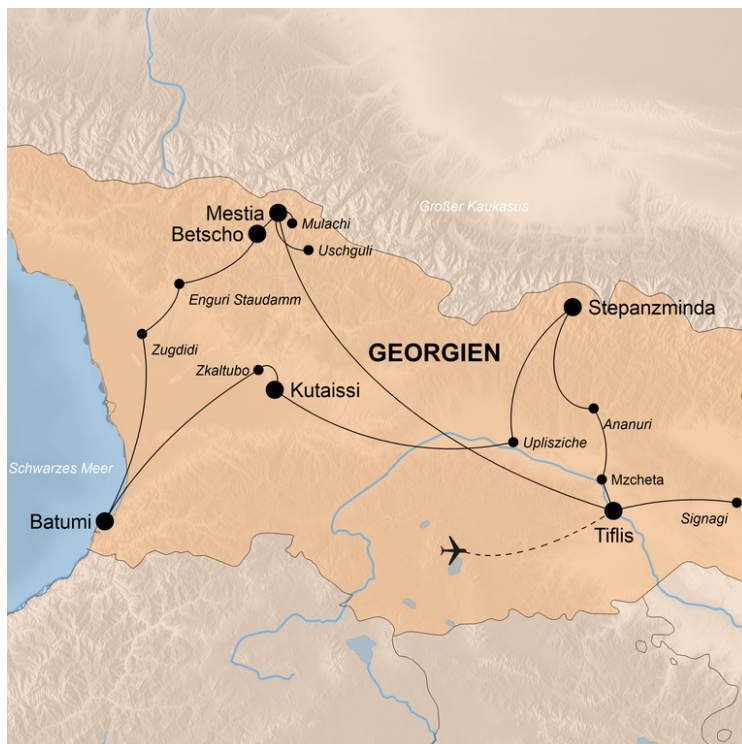 Großer Kaukasus
Mestia
Mulachi
Betscho
Uschguli
Enguri Staudamm
Stepanzminda
Zugdidi
GEORGIEN
Zkaltubo
Kutaissi
Ananuri
Uplisziche
Schwarzes Meer
Mzcheta
Batumi
Signagi
Tiflis